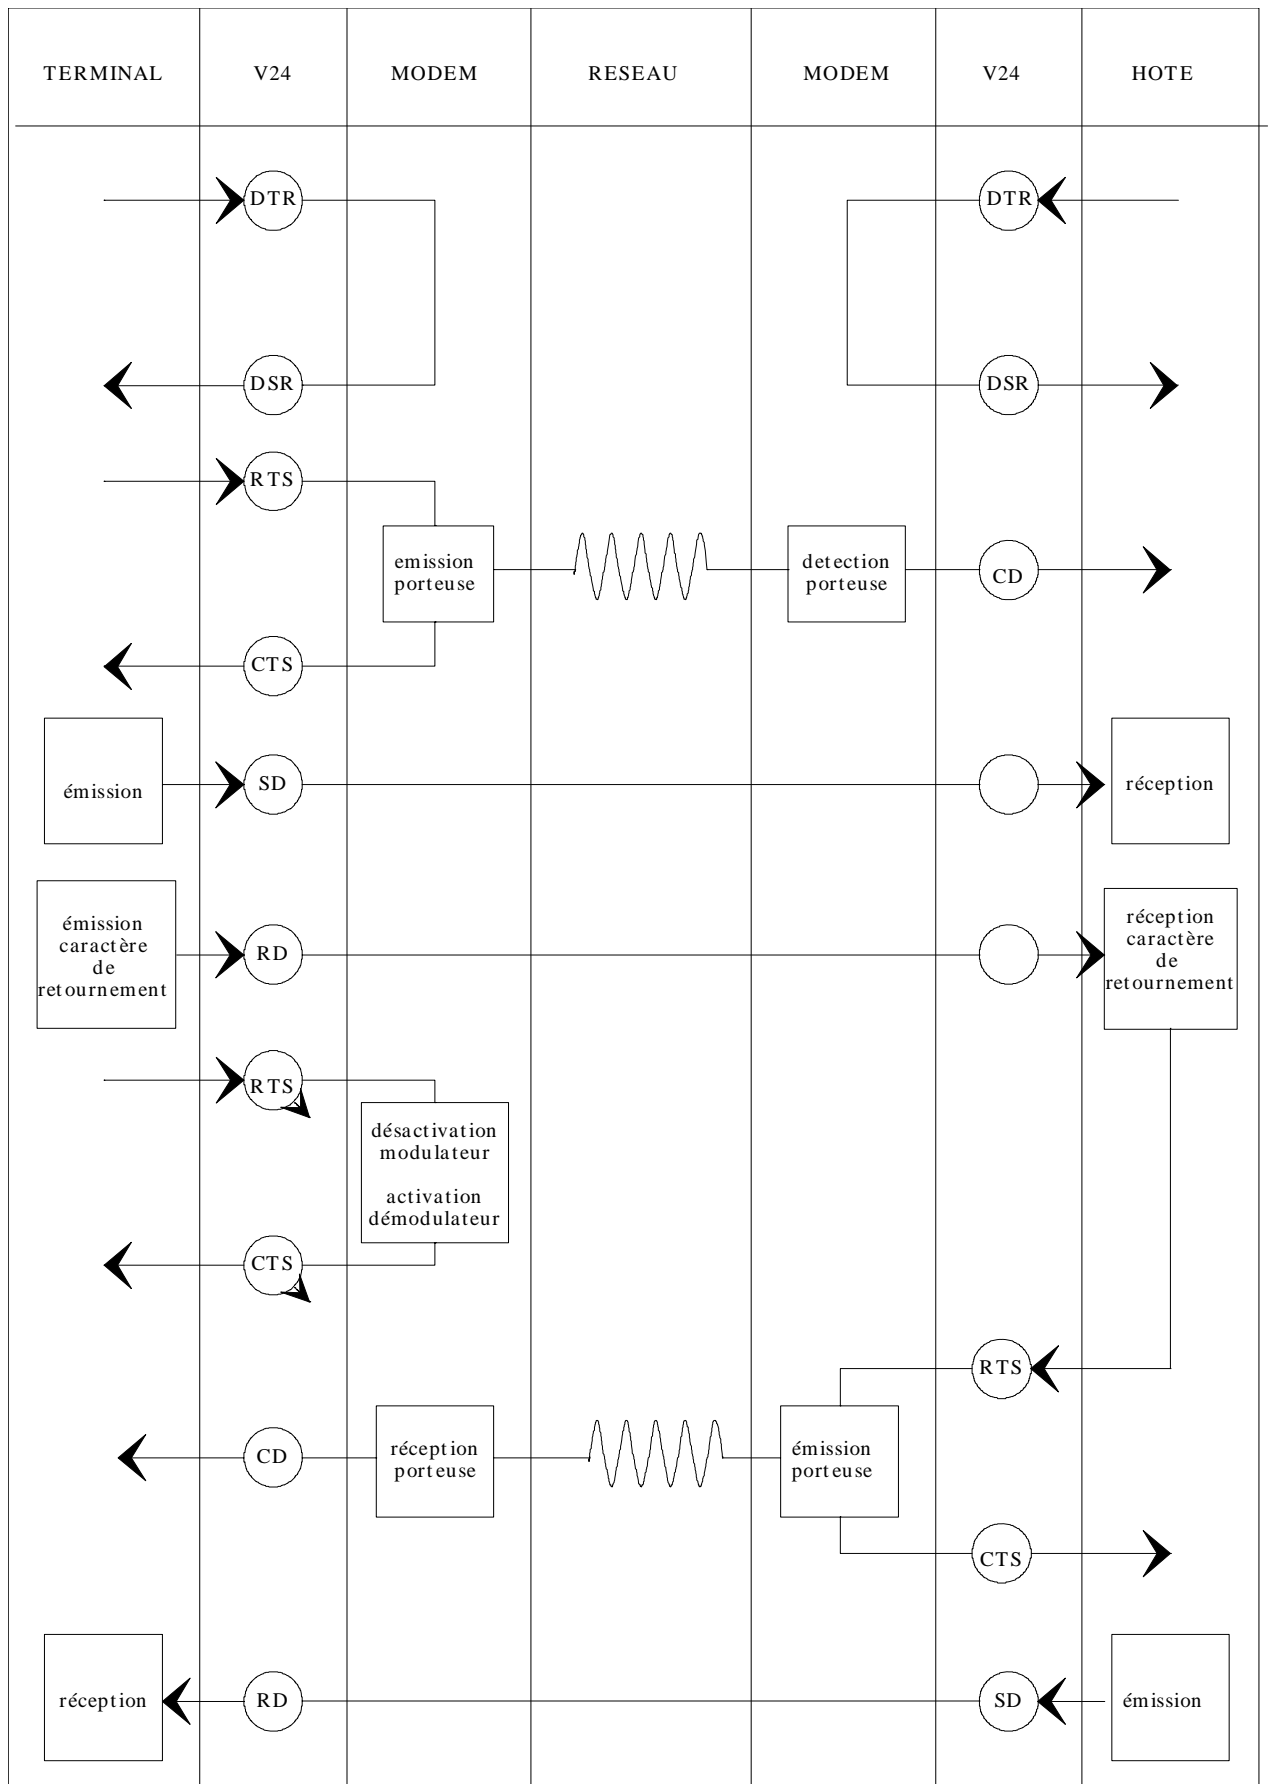 TERMINAL V24 MODEM RESEAU MODEM V24 HOTE
DTR DTR
DSR DSR
RTS
emission
porteuse
detection
porteuse
CD
CTS
émission
SD
réception
émission
caractère
de
retournement
RD
réception
caractère
de
retournement
RTS
désactivation
modulateur
activation
démodulateur
CTS
RTS
CD
réception
porteuse
émission
porteuse
CTS
réception
RD
SD
émission